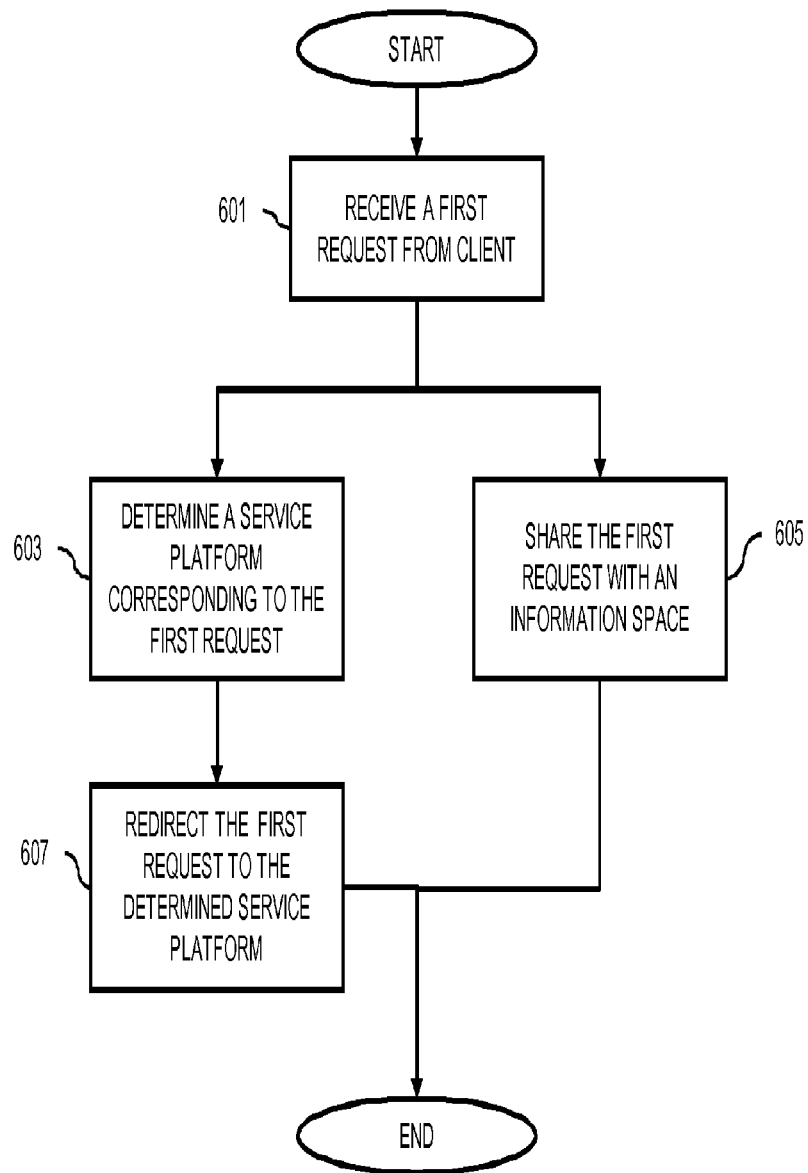 START
601
RECEIVE A FIRST
REQUEST FROM CLIENT
603
DETERMINE A SERVICE
PLATFORM
CORRESPONDING TO THE
FIRST REQUEST
SHARE THE FIRST
REQUEST WITH AN
INFORMATION SPACE
605
607
REDIRECT THE FIRST
REQUEST TO THE
DETERMINED SERVICE
PLATFORM
END